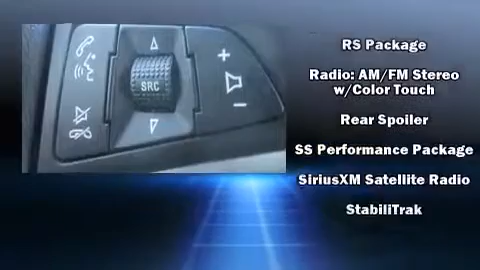 SRC
+
-
RS Package
Radio: AM/FM Stereo
w/Color Touch
Rear Spoiler
SS Performance Package
SiriusXM Satellite Radio
StabiliTrak